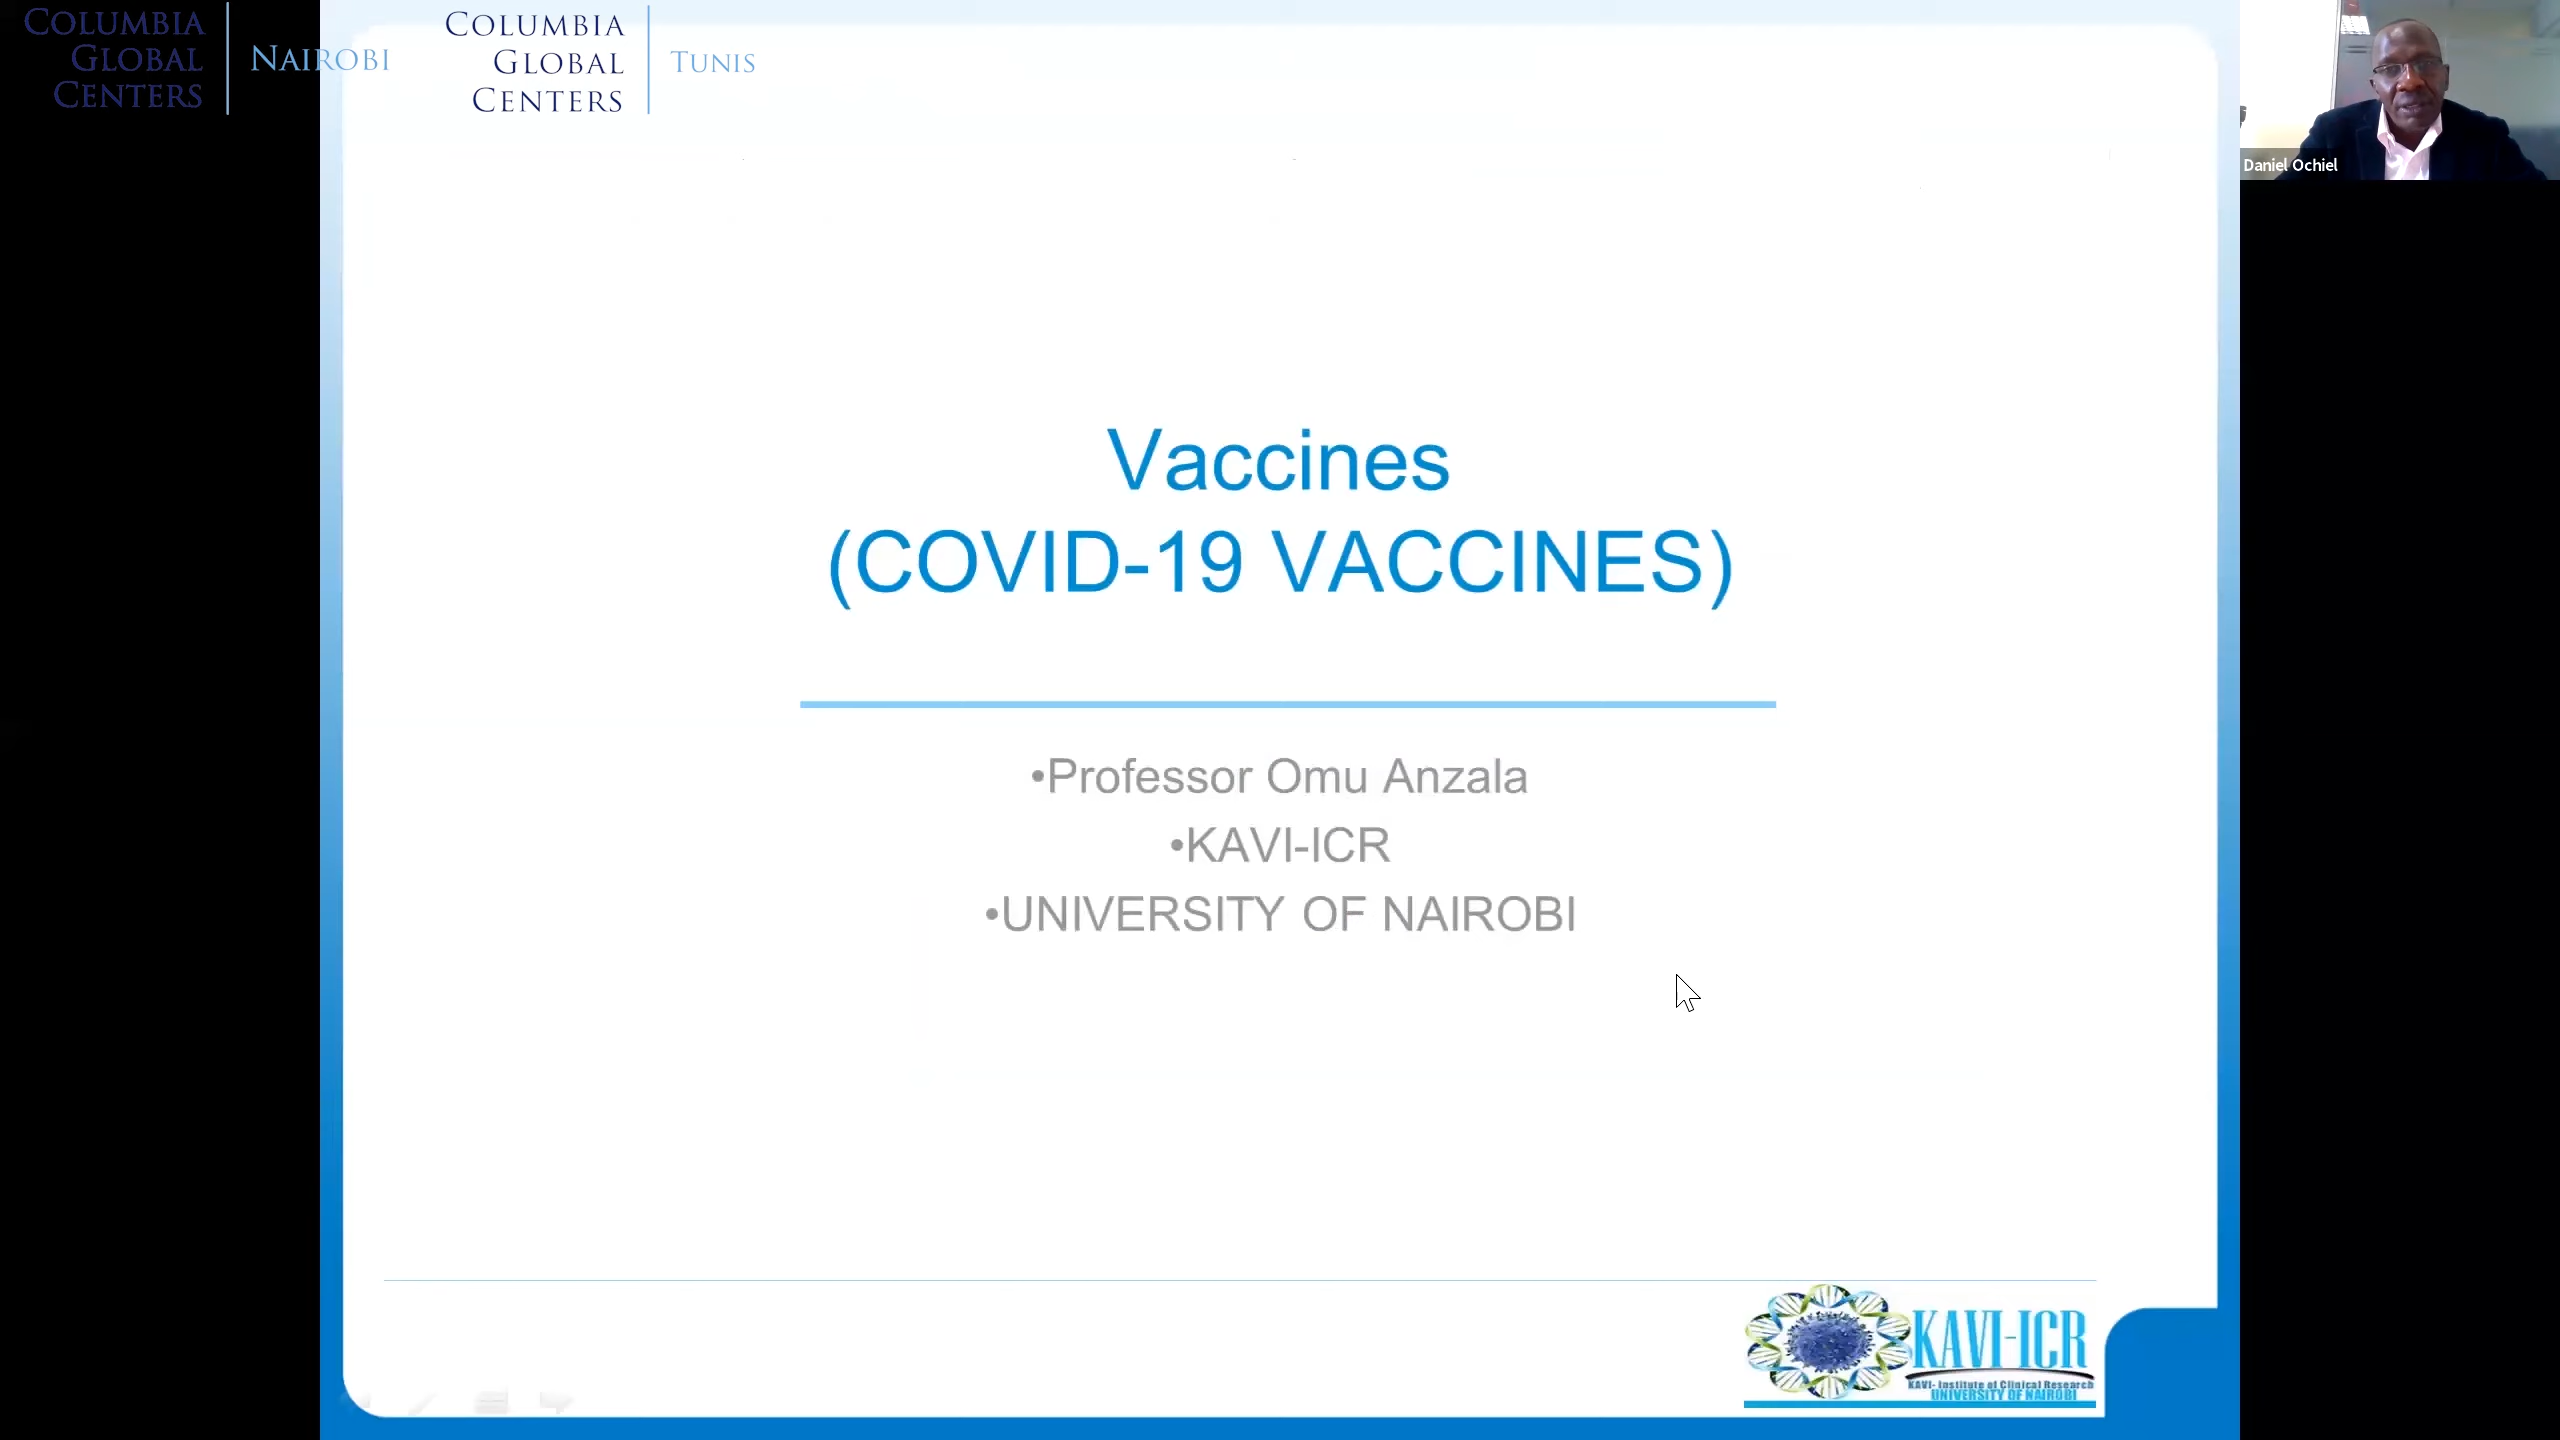 COLUMBIA
GLOBAL
CENTERS
NAIROBI
COLUMBIA
GLOBAL
CENTERS
TUNIS
Daniel Ochiel
Vaccines
(COVID-19 VACCINES)
•Professor Omu Anzala
•KAVI-ICR
•UNIVERSITY OF NAIROBI
KAVI-ICR
KAVI- Institute of Clinical Research
UNIVERSITY OF NAIROBI